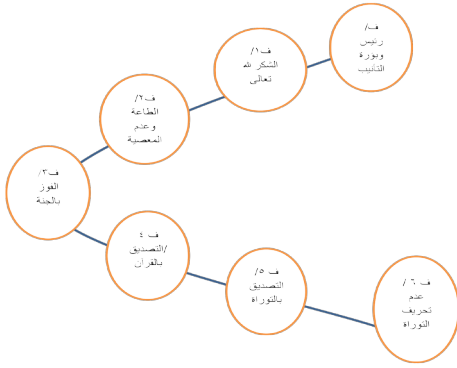 ف/
رئيس
وبورة
التأنيب
ف١/
الشكر لله
تعالى
ف٢/
الطاعة
وعدم
المعصية
ف٣/
الفوز
بالجنة
ف ٤
/التصديق
بالقرآن
ف ٥/
التصديق
بالتوراة
ف ٦ /
عدم
تحريف
التوراة